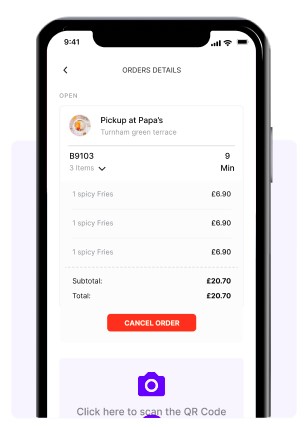 9:41
ORDERS DETAILS
OPEN
Pickup at Papa's
Turnham green terrace
B9103 9
3 Items Min
1 spicy Fries £6.90
1 spicy Fries £6.90
1 spicy Fries £6.90
Subtotal: £20.70
Total: £20.70
CANCEL ORDER
Click here to scan the QR Code